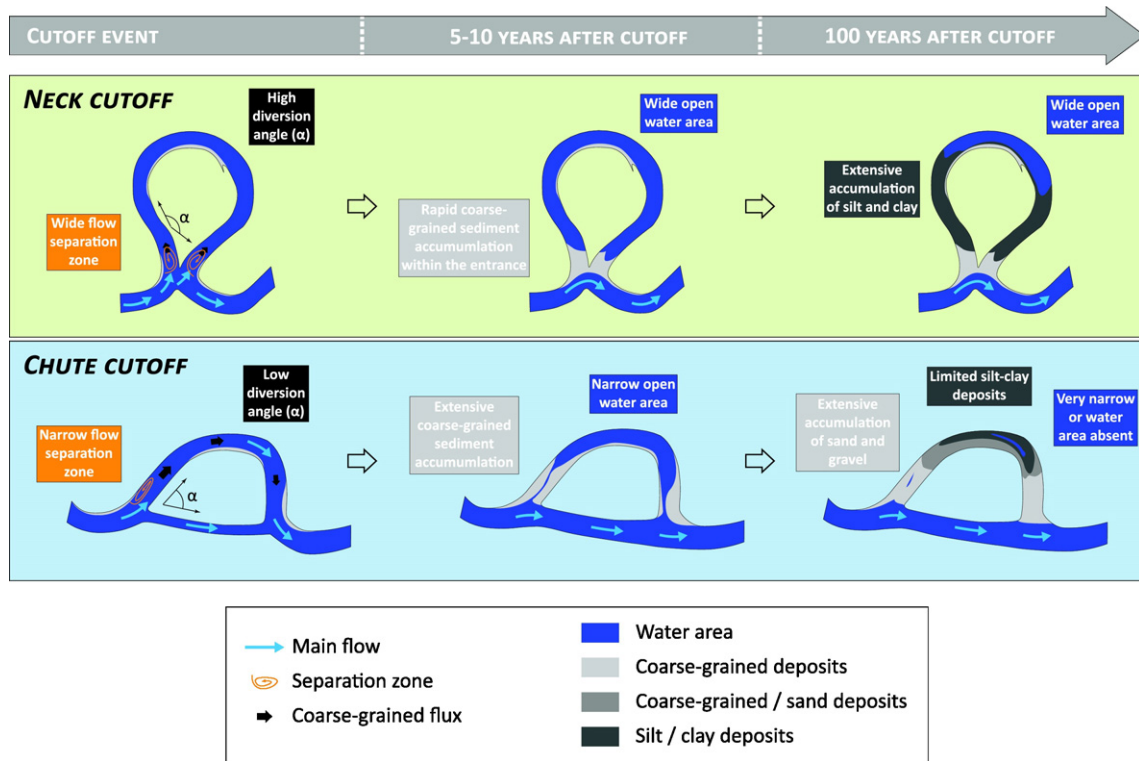 CUTOFF EVENT
5-10 YEARS AFTER CUTOFF
100 YEARS AFTER CUTOFF
NECK CUTOFF
High
diversion
angle (α)
Wide flow
separation
zone
α
Wide open
water area
Rapid coarse-
grained sediment
accumumlation
within the entrance
Wide open
water area
Extensive
accumulation
of silt and clay
CHUTE CUTOFF
Low
diversion
angle (α)
Narrow flow
separation
zone
α
Narrow open
water area
Extensive
coarse-grained
sediment
accumulation
Limited silt-clay
deposits
Extensive
accumulation
of sand and
gravel
Very narrow
or water
area absent
Main flow
Separation zone
Coarse-grained flux
Water area
Coarse-grained deposits
Coarse-grained / sand deposits
Silt / clay deposits